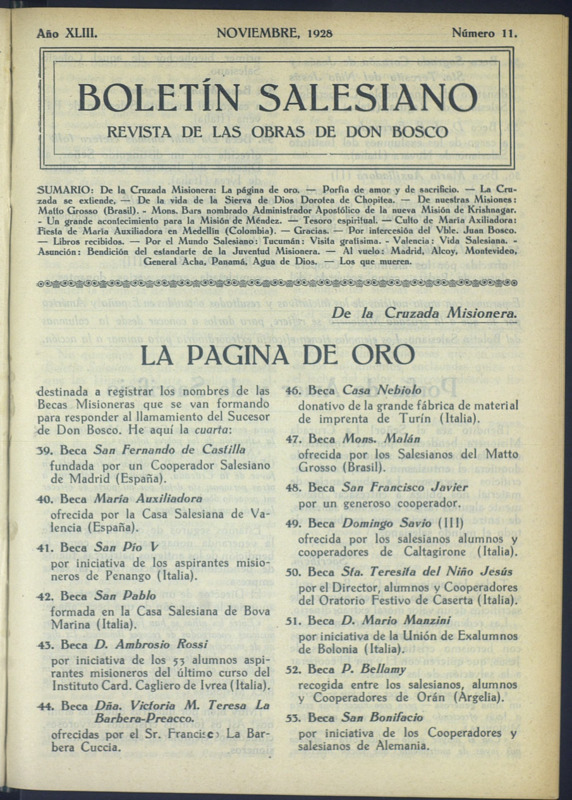 Año XLIII. NOVIEMBRE, 1928 Número 11.
BOLETÍN SALESIANO
REVISTA DE LAS OBRAS DE DON BOSCO
SUMARIO: De la Cruzada Misionera: La página de oro. — Porfia de amor y de sacrificio. — La Cru-
zada se extiende. — De la vida de la Sierva de Dios Dorotea de Chopitea. — De nuestras Misiones:
Matto Grosso (Brasil). - Mons. Bars nombrado Administrador Apostólico de la nueva Misión de Krishnagar.
- Un grande acontecimiento para la Misión de Méndez. — Tesoro espiritual. — Culto de María Axiliadora:
Fiesta de María Auxiliadora en Medellín (Colombia). — Gracias. — Por intercesión del Vble. Juan Bosco.
— Libros recibidos. — Por el Mundo Salesiano: Tucumán: Visita gratisima. - Valencia: Vida Salesiana. -
Asunción: Bendición del estandarte de la Juventud Misionera. — Al vuelo: Madrid, Alcoy, Montevideo,
General Acha, Panamá, Agua de Dios. — Los que mueren.
De la Cruzada Misionera.
LA PAGINA DE ORO
destinada a registrar los nombres de las
Becas Misioneras que se van formando
para responder al llamamiento del Sucesor
de Don Bosco. He aquí la cuarta:
39. Beca San Fernando de Castilla
fundada por un Cooperador Salesiano
de Madrid (España).
40. Beca María Auxiliadora
ofrecida por la Casa Salesiana de Va-
lencia (España).
41. Beca San Pío V
por iniciativa de los aspirantes misio-
neros de Penango (Italia).
42. Beca San Pablo
formada en la Casa Salesiana de Bova
Marina (Italia).
43. Beca D. Ambrosio Rossi
por iniciativa de los 53 alumnos aspi-
rantes misioneros del último curso del
Instituto Card. Cagliero de Ivrea (Italia).
44. Beca Dña. Victoria M. Teresa La
Barbera-Preacco.
ofrecidas por el Sr. Francisco La Bar-
bera Cuccia.
46. Beca Casa Nebiolo
donativo de la grande fábrica de material
de imprenta de Turín (Italia).
47. Beca Mons. Malán
ofrecida por los Salesianos del Matto
Grosso (Brasil).
48. Beca San Francisco Javier
por un generoso cooperador.
49. Beca Domingo Savio (III)
ofrecida por los salesianos alumnos y
cooperadores de Caltagirone (Italia).
50. Beca Sta. Teresita del Niño Jesús
por el Director, alumnos y Cooperadores
del Oratorio Festivo de Caserta (Italia).
51. Beca D. Mario Manzini
por iniciativa de la Unión de Exalumnos
de Bolonia (Italia).
52. Beca P. Bellamy
recogida entre los salesianos, alumnos
y Cooperadores de Orán (Argelia).
53. Beca San Bonifacio
por iniciativa de los Cooperadores y
salesianos de Alemania.